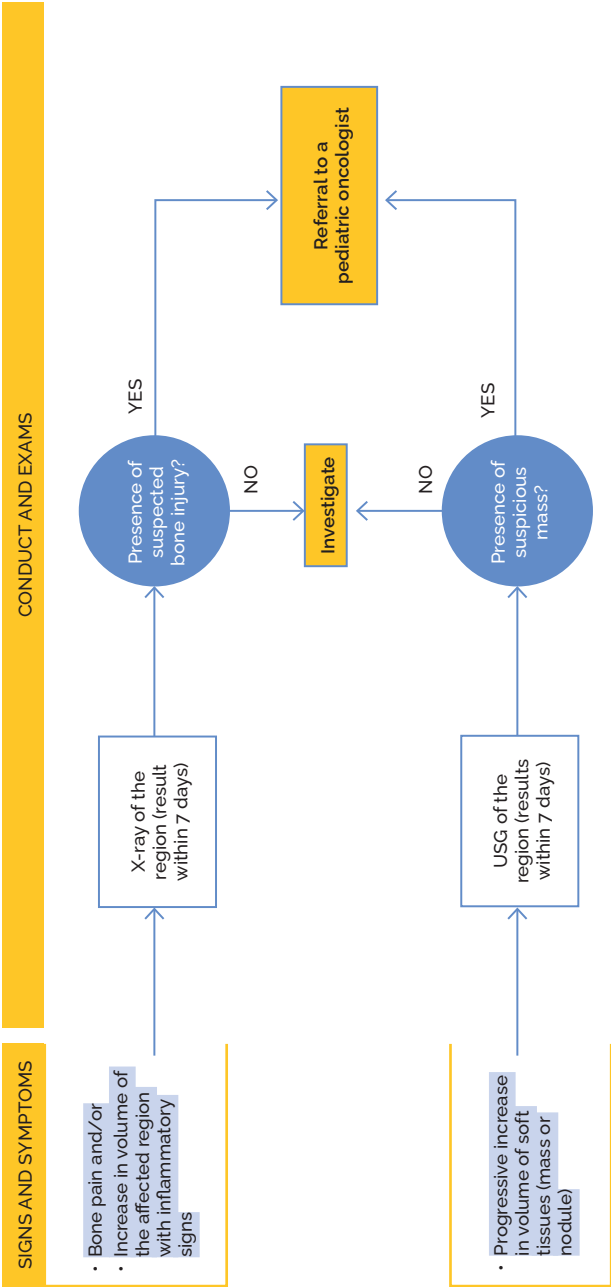 SIGNS AND SYMPTOMS
CONDUCT AND EXAMS
• Bone pain and/or
• Increase in volume of
the affected region
with inflammatory
signs
X-ray of the
region (result
within 7 days)
Presence of
suspected
bone injury?
YES
NO
Investigate
Referral to a
pediatric oncologist
• Progressive increase
in volume of soft
tissues (mass or
nodule)
USG of the
region (results
within 7 days)
Presence of
suspicious
mass?
YES
NO